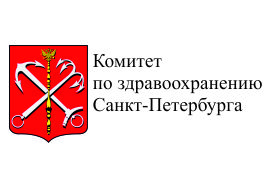 Комитет
по здравоохранению
Санкт-Петербурга